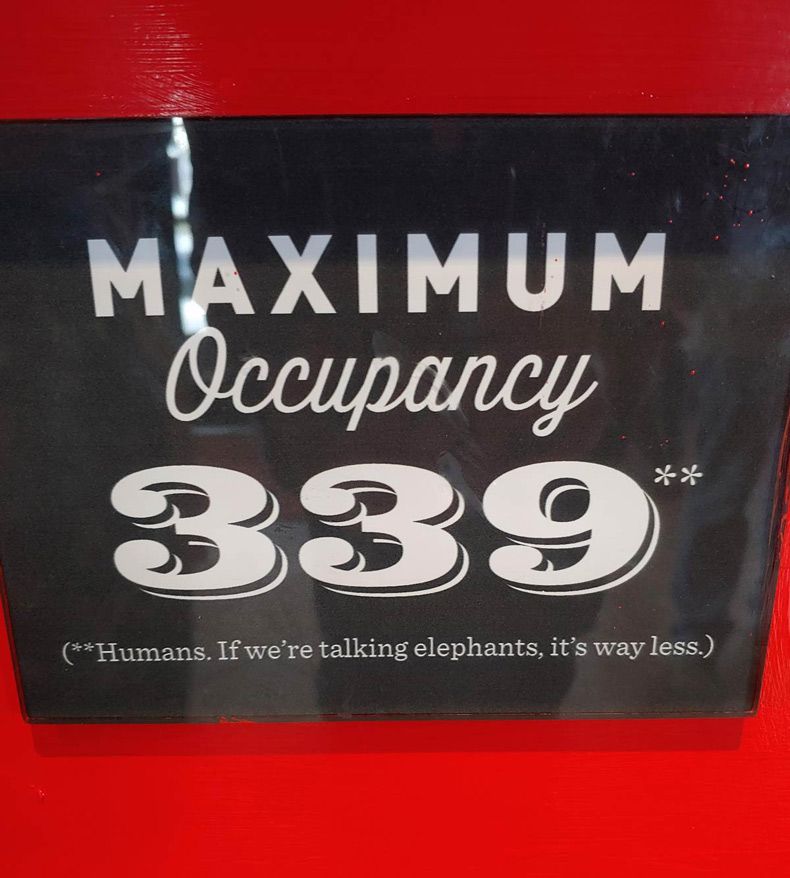 MAXIMUM
Occupancy
339**
(**Humans. If we're talking elephants, it's way less.)